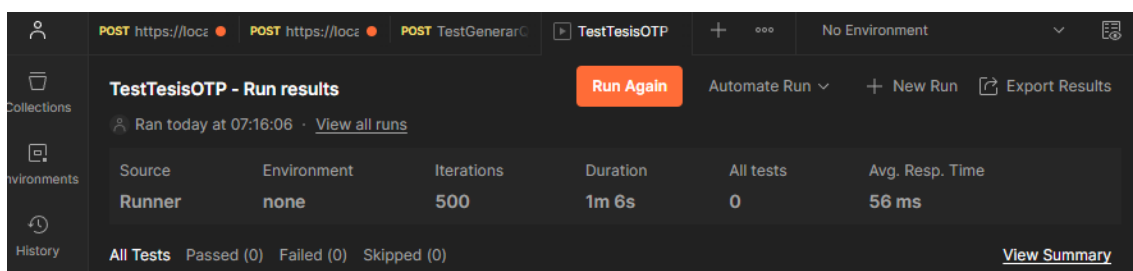 POST https://loca POST https://loca POST TestGenerarC TestTesisOTP + ooo No Environment
TestTesisOTP - Run results Run Again Automate Run + New Run Export Results
Collections
Ran today at 07:16:06 · View all runs
Source Environment Iterations Duration All tests Avg. Resp. Time
nvironments
Runner none 500 1m 6s 0 56 ms
History
All Tests Passed (0) Failed (0) Skipped (0) View Summary